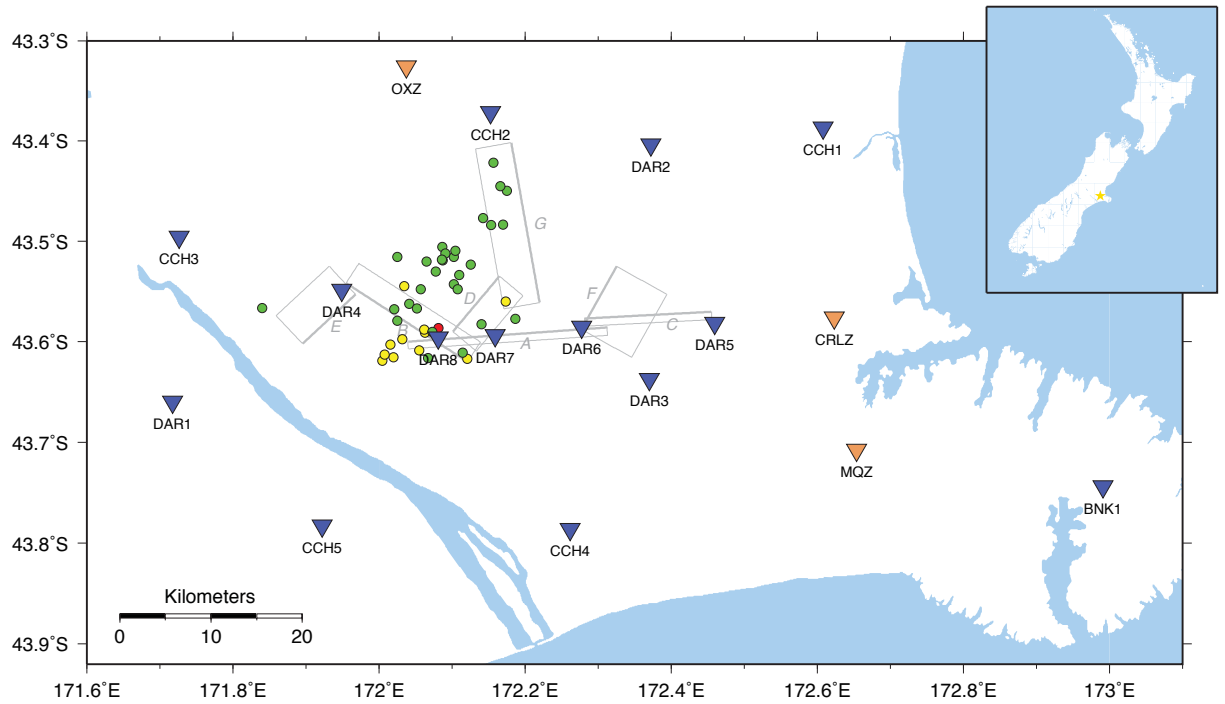 43.3˚S
OXZ
CCH2
CCH1
43.4˚S
DAR2
G
43.5˚S
CCH3
DAR4
D
F
E
B
C
A
43.6˚S
DAR8
DAR7
DAR6
DAR5
CRLZ
DAR3
DAR1
43.7˚S
MQZ
BNK1
43.8˚S
CCH5
CCH4
Kilometers
0 10 20
43.9˚S
171.6˚E 171.8˚E 172˚E 172.2˚E 172.4˚E 172.6˚E 172.8˚E 173˚E